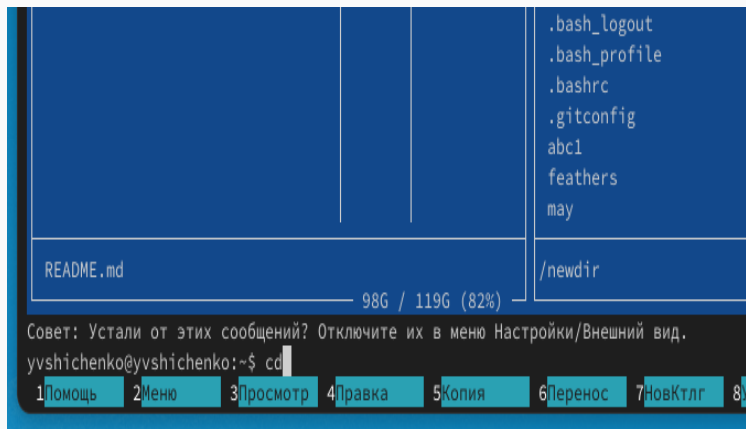 .bash_logout
.bash_profile
.bashrc
.gitconfig
abc1
feathers
may
README.md
/newdir
98G / 119G (82%)
Совет: Устали от этих сообщений? Отключите их в меню Настройки/Внешний вид.
yvshichenko@yvshichenko:~$ cd
1Помощь 2Меню 3Просмотр 4Правка 5Копия 6Перенос 7НовКтлг 8